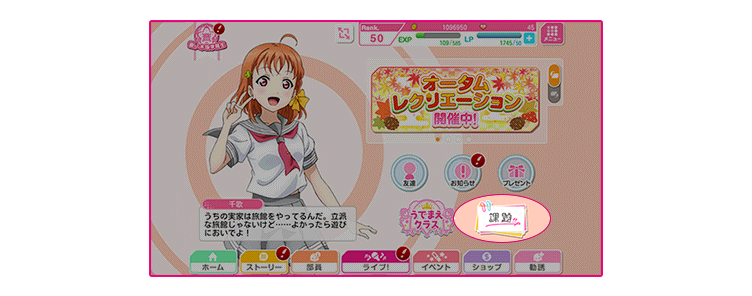 Rank.
50
1096950
45
EXP
109/585
LP
1745/50
メニュー
オータム
レクリエーション
開催中!
友達
お知らせ
プレゼント
千歌
うちの実家は旅館をやってるんだ。立派
な旅館じゃないけど……よかったら遊び
においでよ!
うでまえ
クラス
課題
ホーム
ストーリー
部員
ライブ!
イベント
ショップ
勧誘